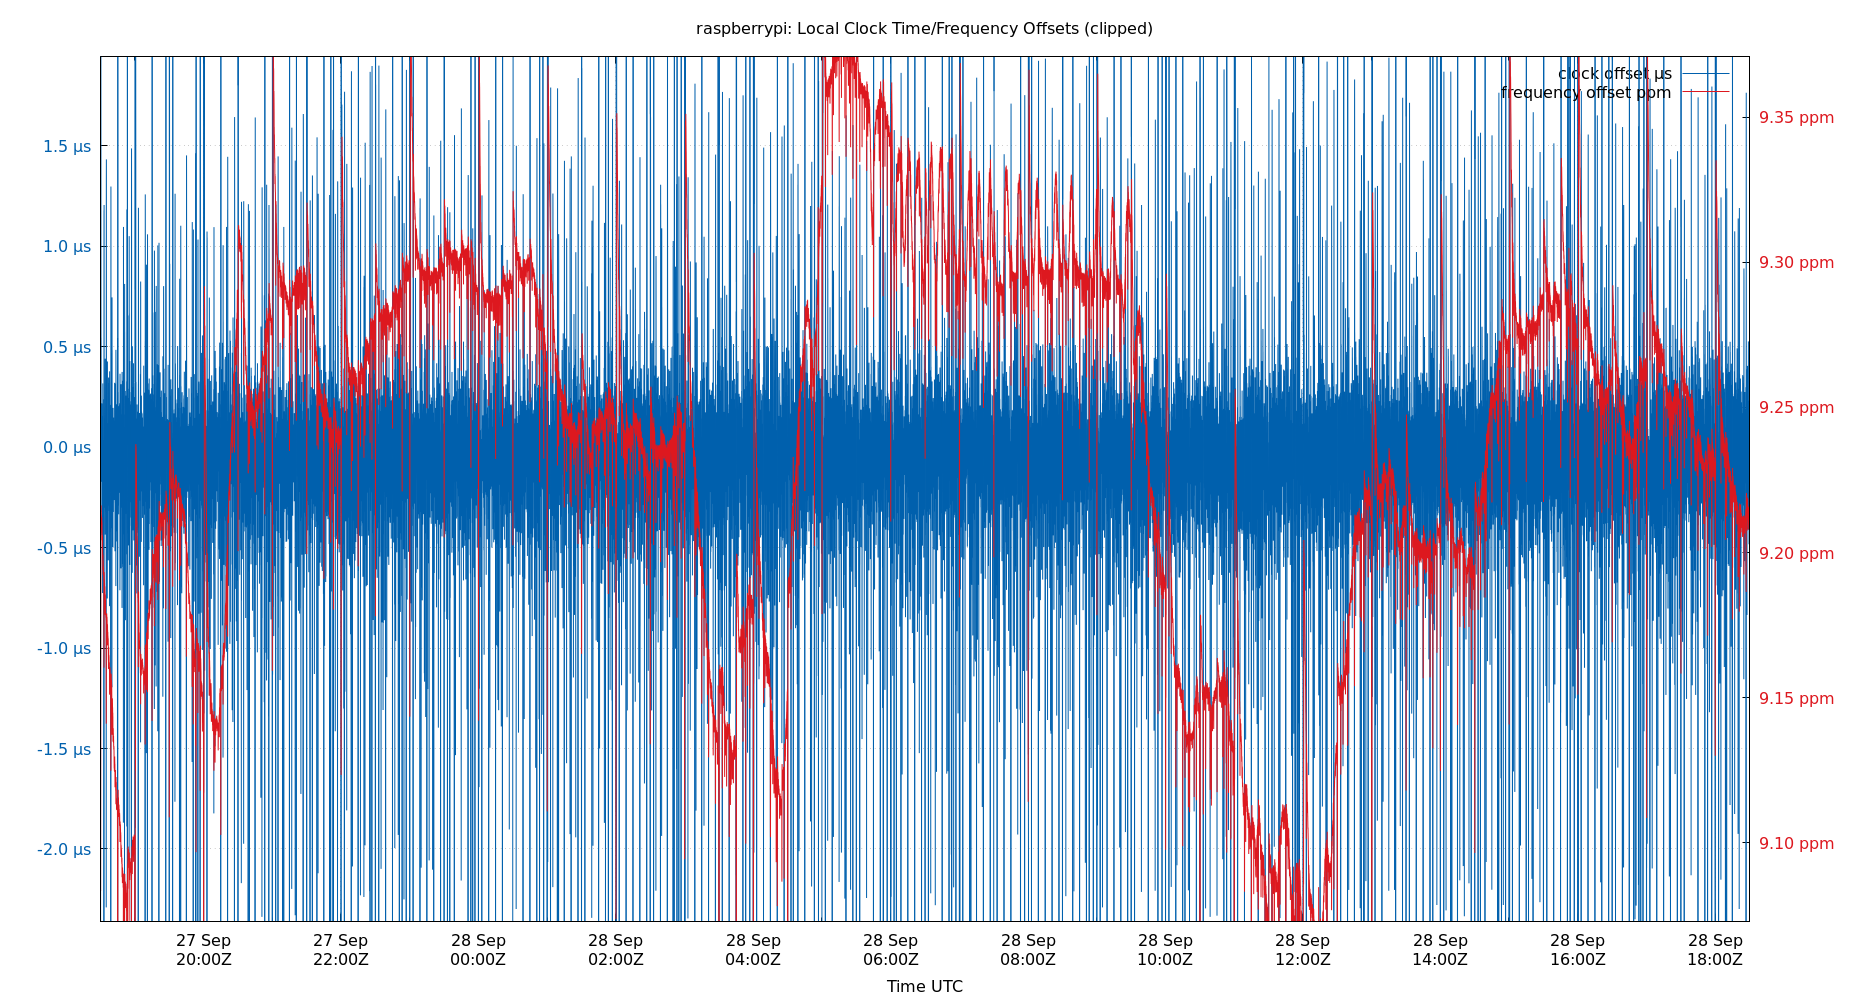 raspberrypi: Local Clock Time/Frequency Offsets (clipped)
clock offset µs
frequency offset ppm
1.5 µs
1.0 µs
0.5 µs
0.0 µs
-0.5 µs
-1.0 µs
-1.5 µs
-2.0 µs
9.35 ppm
9.30 ppm
9.25 ppm
9.20 ppm
9.15 ppm
9.10 ppm
27 Sep 27 Sep 28 Sep 28 Sep 28 Sep 28 Sep 28 Sep 28 Sep 28 Sep 28 Sep 28 Sep 28 Sep
20:00Z 22:00Z 00:00Z 02:00Z 04:00Z 06:00Z 08:00Z 10:00Z 12:00Z 14:00Z 16:00Z 18:00Z
Time UTC